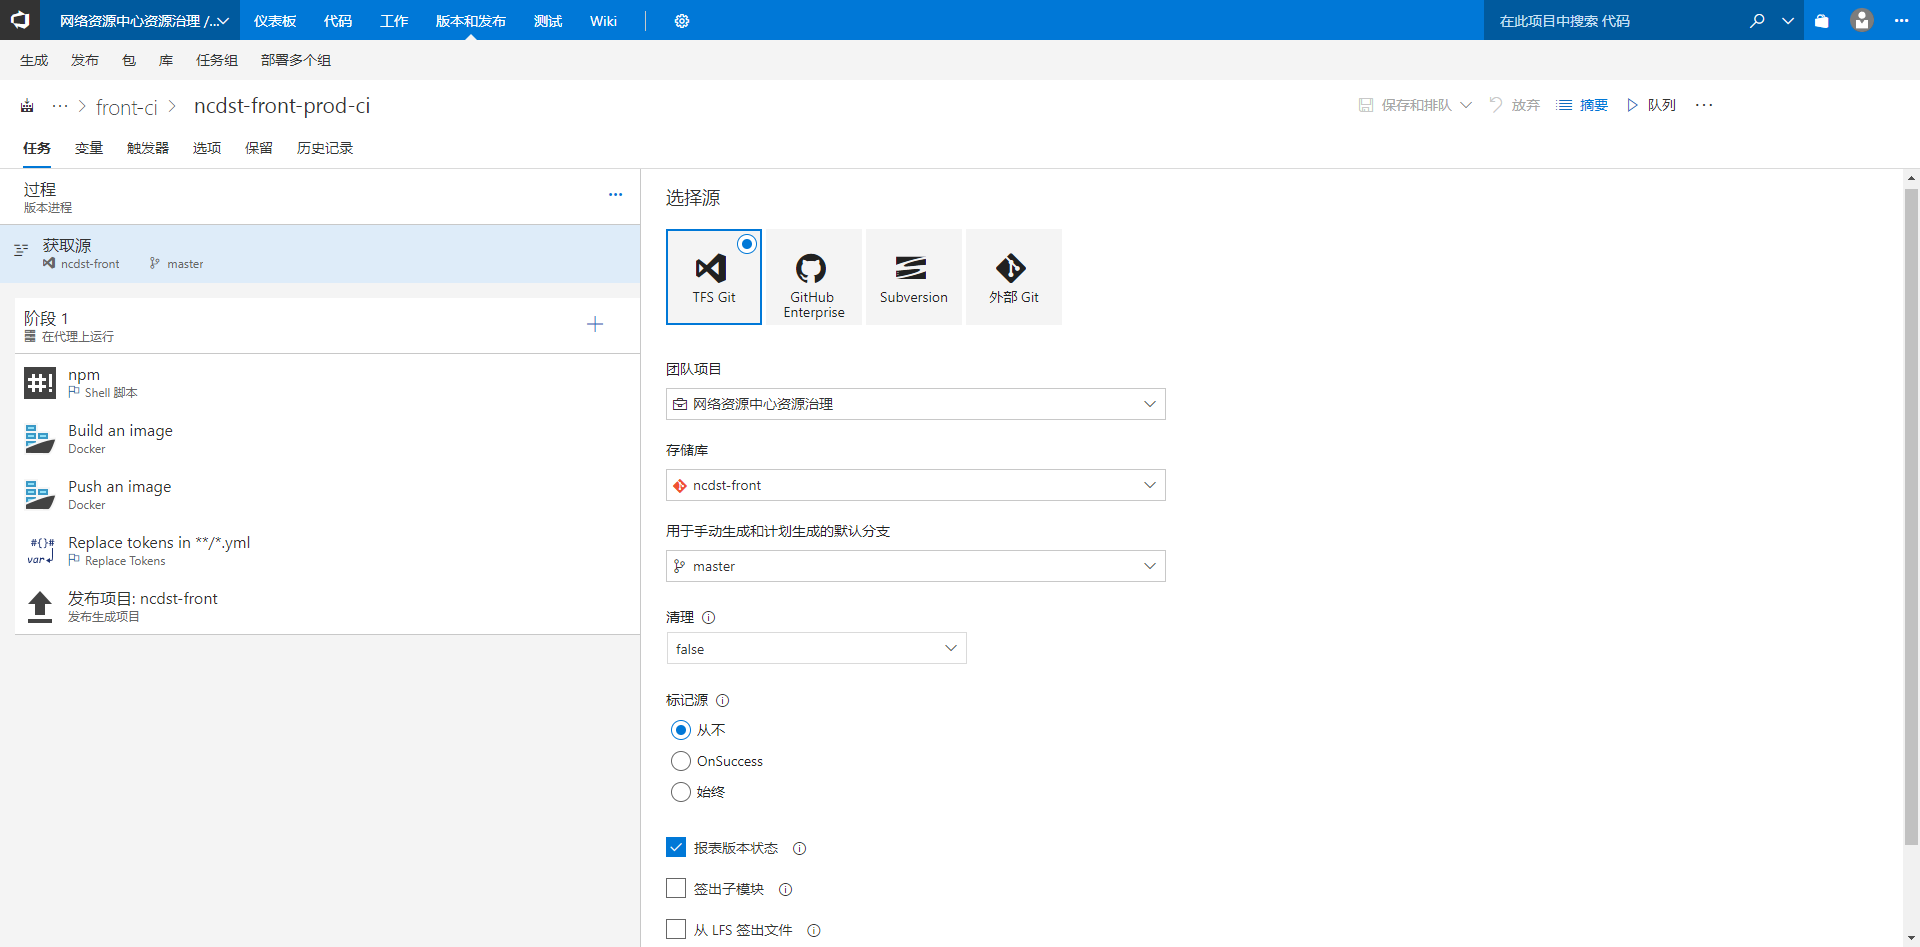 网络资源中心资源治理 /...
仪表板
代码
工作
版本和发布
测试
Wiki
在此项目中搜索 代码
生成
发布
包
库
任务组
部署多个组
front-ci
ncdst-front-prod-ci
保存和排队
放弃
摘要
队列
任务
变量
触发器
选项
保留
历史记录
过程
版本进程
获取源
ncdst-front
master
阶段 1
在代理上运行
#!
npm
Shell 脚本
Build an image
Docker
Push an image
Docker
#{}#
var
Replace tokens in **/*.yml
Replace Tokens
发布项目: ncdst-front
发布生成项目
选择源
TFS Git
GitHub
Enterprise
Subversion
外部 Git
团队项目
网络资源中心资源治理
存储库
ncdst-front
用于手动生成和计划生成的默认分支
master
清理
false
标记源
从不
OnSuccess
始终
报表版本状态
签出子模块
从 LFS 签出文件